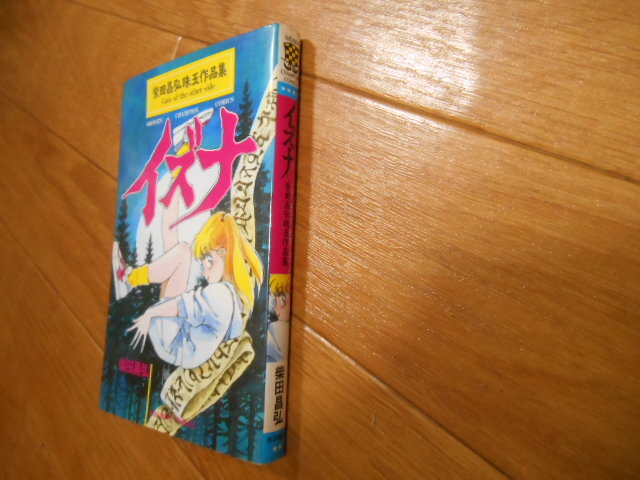 柴田昌弘珠玉作品集
Gate of the other side
SHONEN CHAMPION COMICS
イズナ
柴田昌弘
イズナ
柴田昌弘珠玉作品集
柴田昌弘